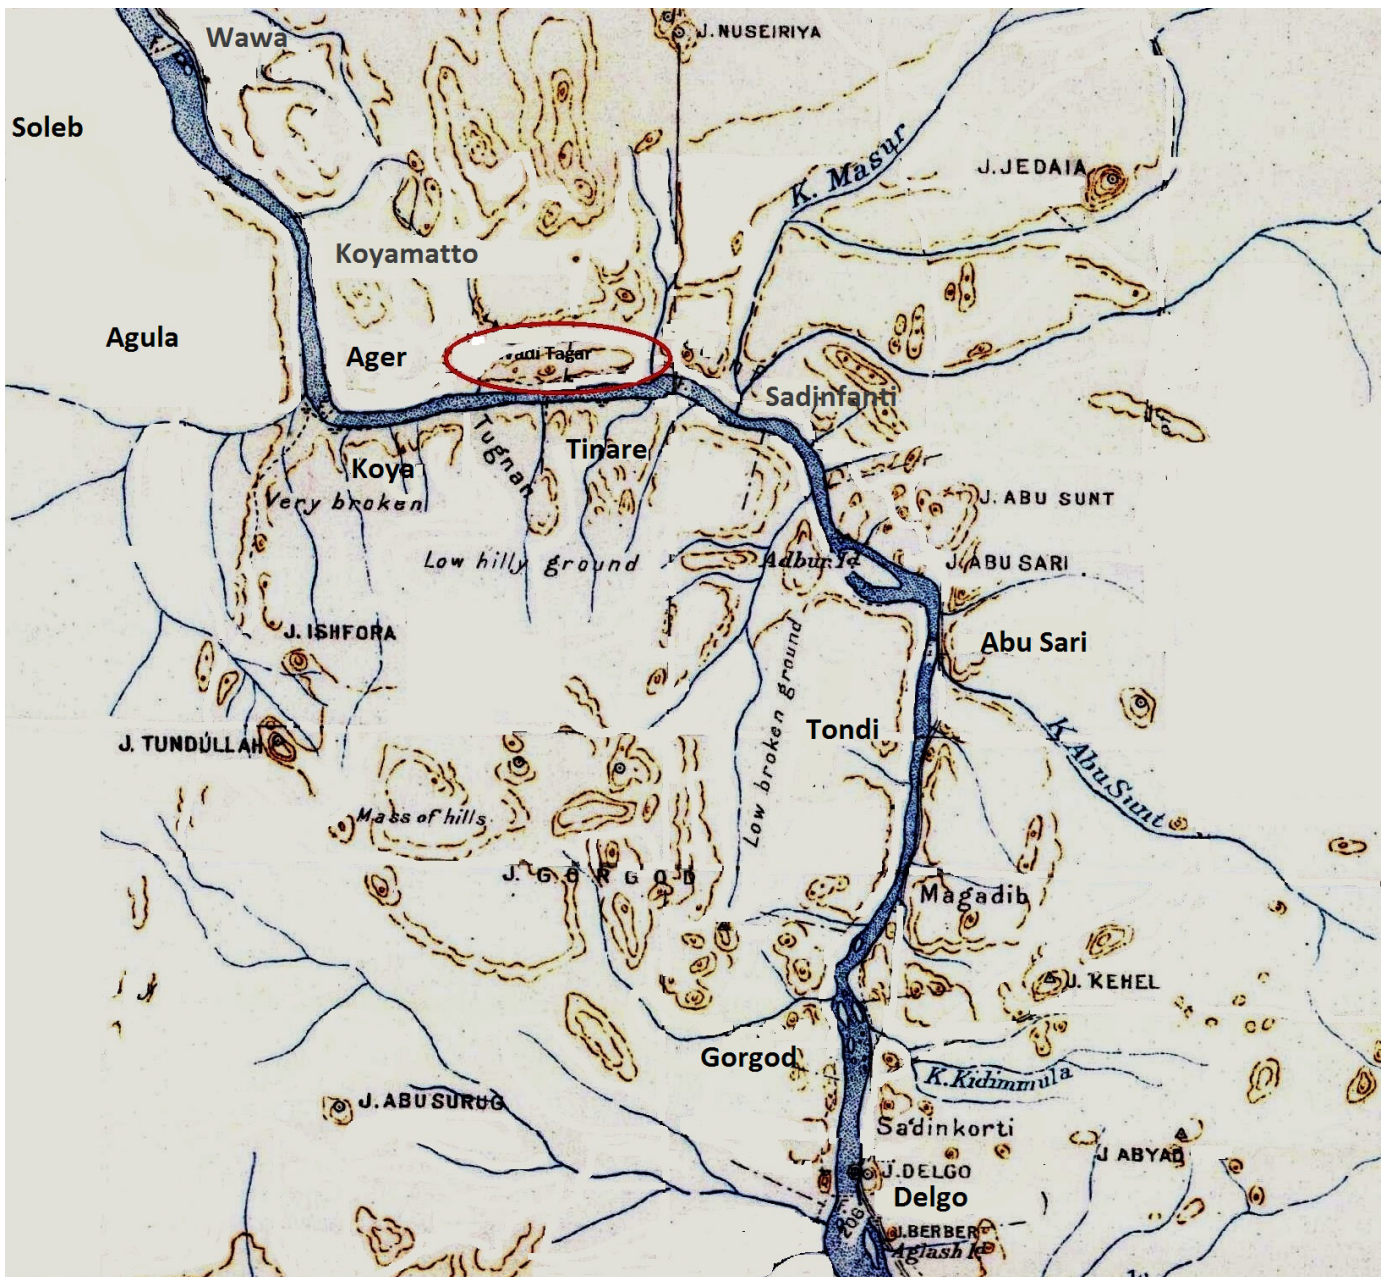 Wawa
J. NUSEIRIYA
Soleb
K. Masur
J. JEDAIA
Koyamatto
Agula
Ager
Wadi Tagar
Sadinfanti
Tugnan
Tinare
Koya
Very broken
J. ABU SUNT
Low hilly ground
Adbur Id
J. ABU SARI
J. ISHFORA
Abu Sari
Low broken ground
Tondi
J. TUNDÚLLAH
K. Abu Sunt
Mass of hills.
J. GORGOD
Magadib
J. KEHEL
Gorgod
K. Kidimmula
J. ABU SURUG
Sadinkorti
J ABYAD
J. DELGO
Delgo
206
J. BERBER
Aglash Id